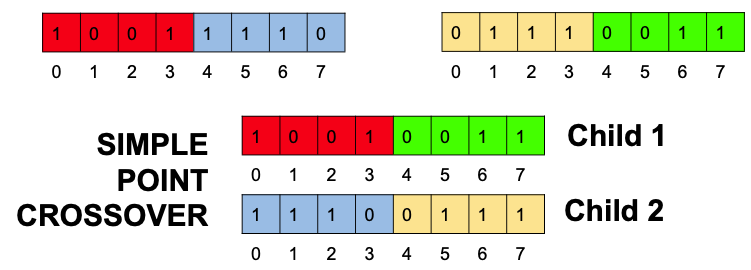 1 0 0 1 1 1 1 0
0 1 2 3 4 5 6 7
0 1 1 1 0 0 1 1
0 1 2 3 4 5 6 7
SIMPLE
POINT
CROSSOVER
1 0 0 1 0 0 1 1
Child 1
0 1 2 3 4 5 6 7
1 1 1 0 0 1 1 1
Child 2
0 1 2 3 4 5 6 7